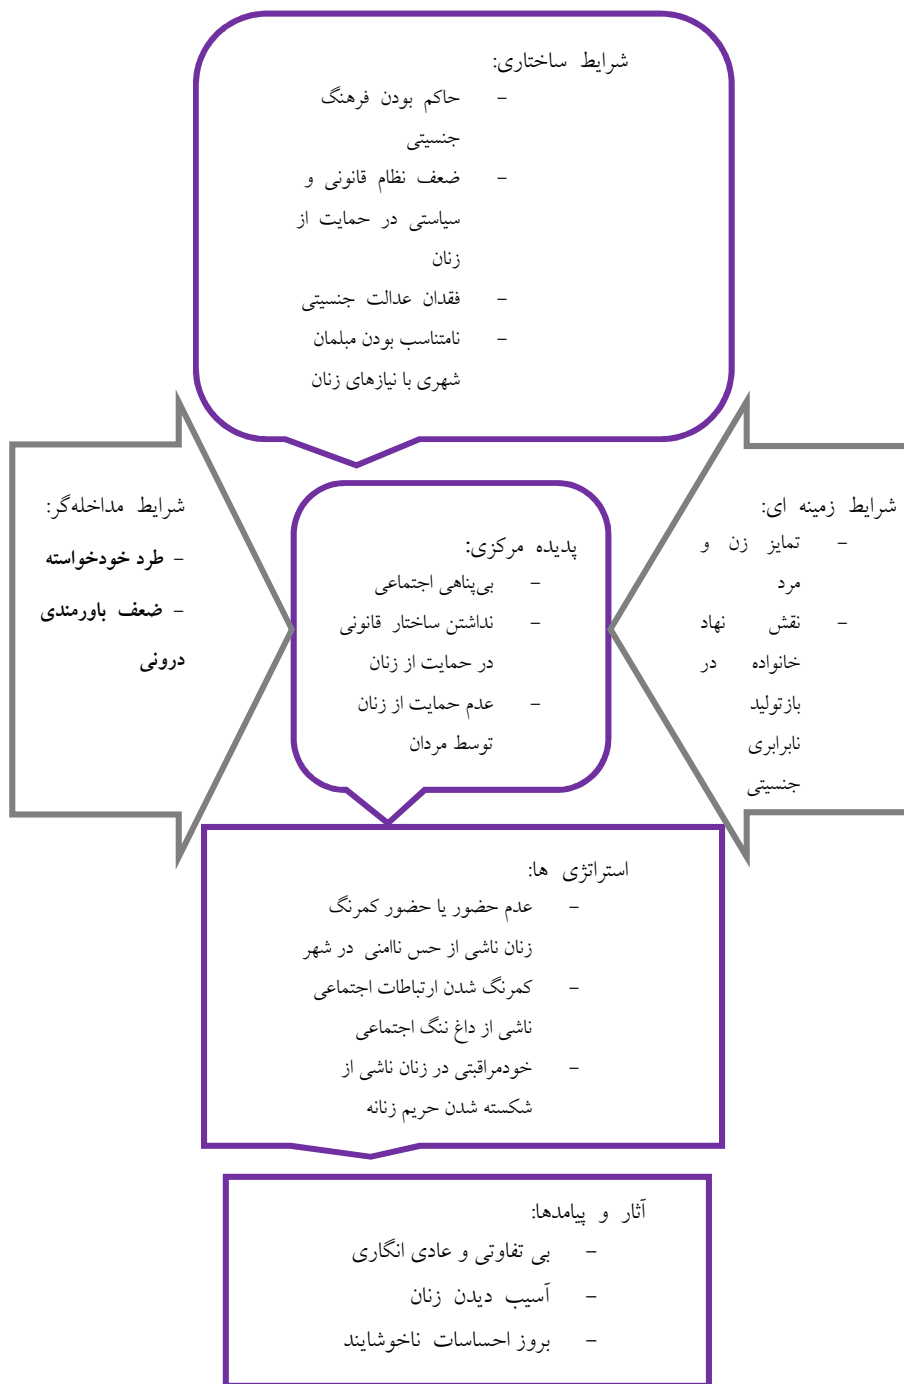 شرایط ساختاری:
- حاکم بودن فرهنگ
جنسیتی
- ضعف نظام قانونی و
سیاستی در حمایت از
زنان
- فقدان عدالت جنسیتی
- نامتناسب بودن مبلمان
شهری با نیازهای زنان
شرایط زمینه ای:
- تمایز زن و
مرد
- نقش نهاد
خانواده در
بازتولید
نابرابری
جنسیتی
پدیده مرکزی:
- بی‌پناهی اجتماعی
- نداشتن ساختار قانونی
در حمایت از زنان
- عدم حمایت از زنان
توسط مردان
شرایط مداخله‌گر:
- طرد خودخواسته
- ضعف باورمندی
درونی
استراتژی ها:
- عدم حضور یا حضور کمرنگ
زنان ناشی از حس ناامنی در شهر
- کمرنگ شدن ارتباطات اجتماعی
ناشی از داغ ننگ اجتماعی
- خودمراقبتی در زنان ناشی از
شکسته شدن حریم زنانه
آثار و پیامدها:
- بی تفاوتی و عادی انگاری
- آسیب دیدن زنان
- بروز احساسات ناخوشایند